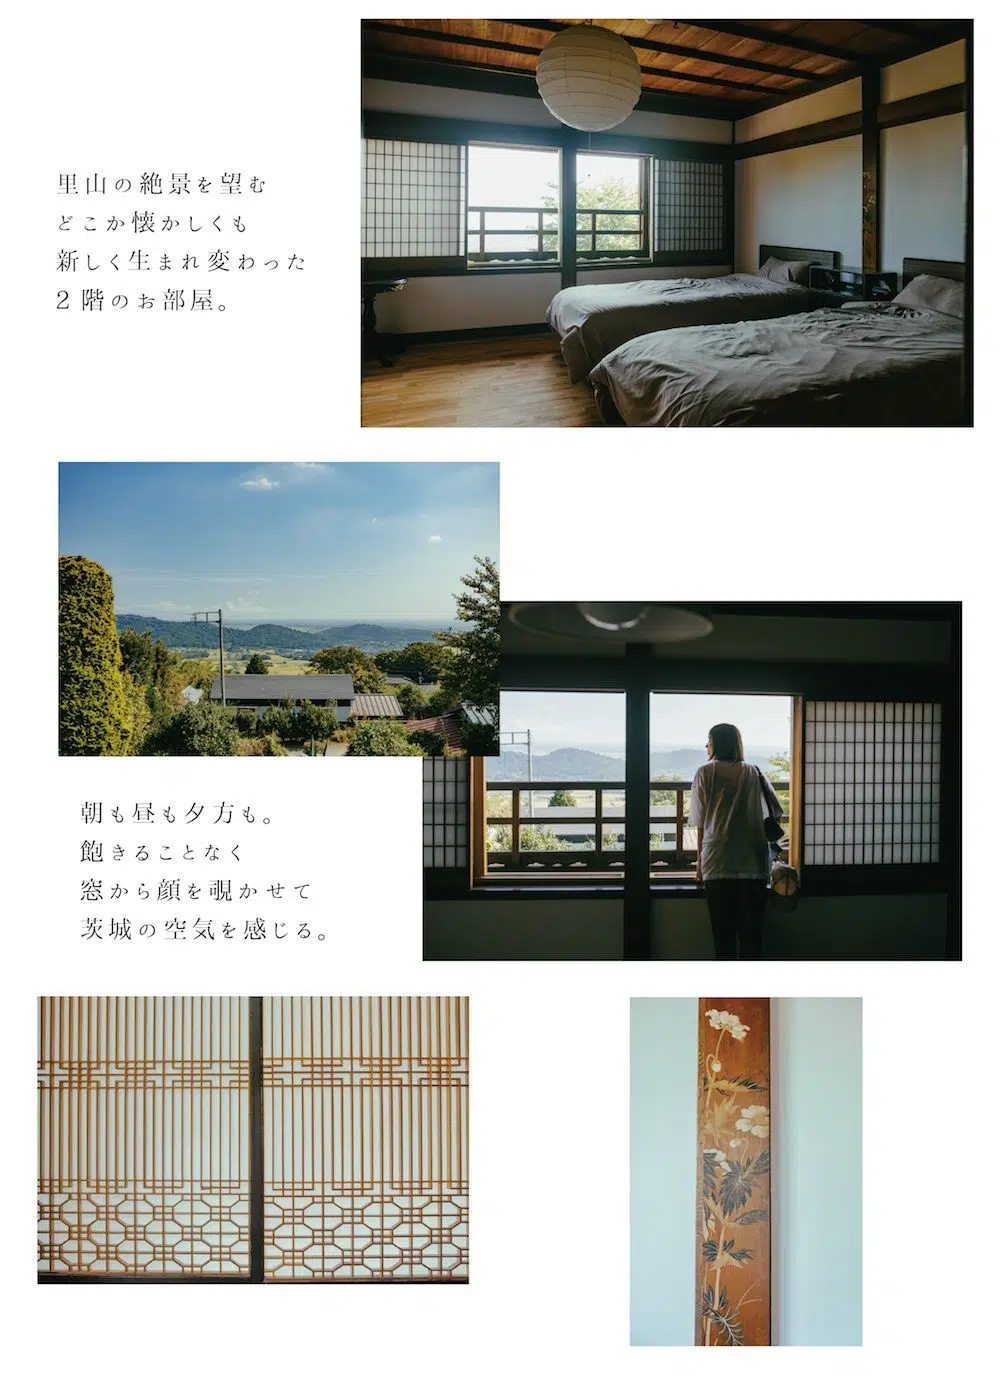 里山の絶景を望む
どこか懐かしくも
新しく生まれ変わった
2 階のお部屋。
朝も昼も夕方も。
飽きることなく
窓から顔を覗かせて
茨城の空気を感じる。